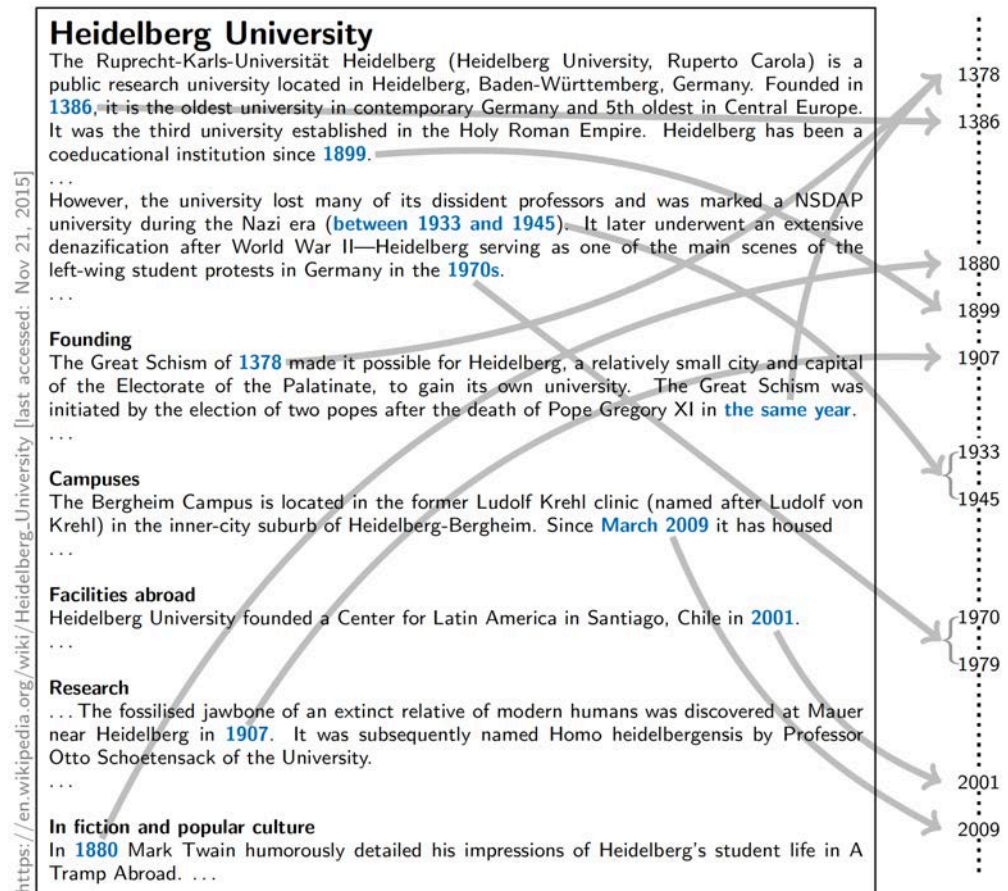 Heidelberg University
The Ruprecht-Karls-Universität Heidelberg (Heidelberg University, Ruperto Carola) is a
public research university located in Heidelberg, Baden-Württemberg, Germany. Founded in
1386, it is the oldest university in contemporary Germany and 5th oldest in Central Europe.
It was the third university established in the Holy Roman Empire. Heidelberg has been a
coeducational institution since 1899.
...
However, the university lost many of its dissident professors and was marked a NSDAP
university during the Nazi era (between 1933 and 1945). It later underwent an extensive
denazification after World War II—Heidelberg serving as one of the main scenes of the
left-wing student protests in Germany in the 1970s.
...
Founding
The Great Schism of 1378 made it possible for Heidelberg, a relatively small city and capital
of the Electorate of the Palatinate, to gain its own university. The Great Schism was
initiated by the election of two popes after the death of Pope Gregory XI in the same year.
...
Campuses
The Bergheim Campus is located in the former Ludolf Krehl clinic (named after Ludolf von
Krehl) in the inner-city suburb of Heidelberg-Bergheim. Since March 2009 it has housed
...
Facilities abroad
Heidelberg University founded a Center for Latin America in Santiago, Chile in 2001.
...
Research
... The fossilised jawbone of an extinct relative of modern humans was discovered at Mauer
near Heidelberg in 1907. It was subsequently named Homo heidelbergensis by Professor
Otto Schoetensack of the University.
...
In fiction and popular culture
In 1880 Mark Twain humorously detailed his impressions of Heidelberg's student life in A
Tramp Abroad. ...
1378
1386
1880
1899
1907
1933
1945
1970
1979
2001
2009
https://en.wikipedia.org/wiki/Heidelberg_University [last accessed: Nov 21, 2015]